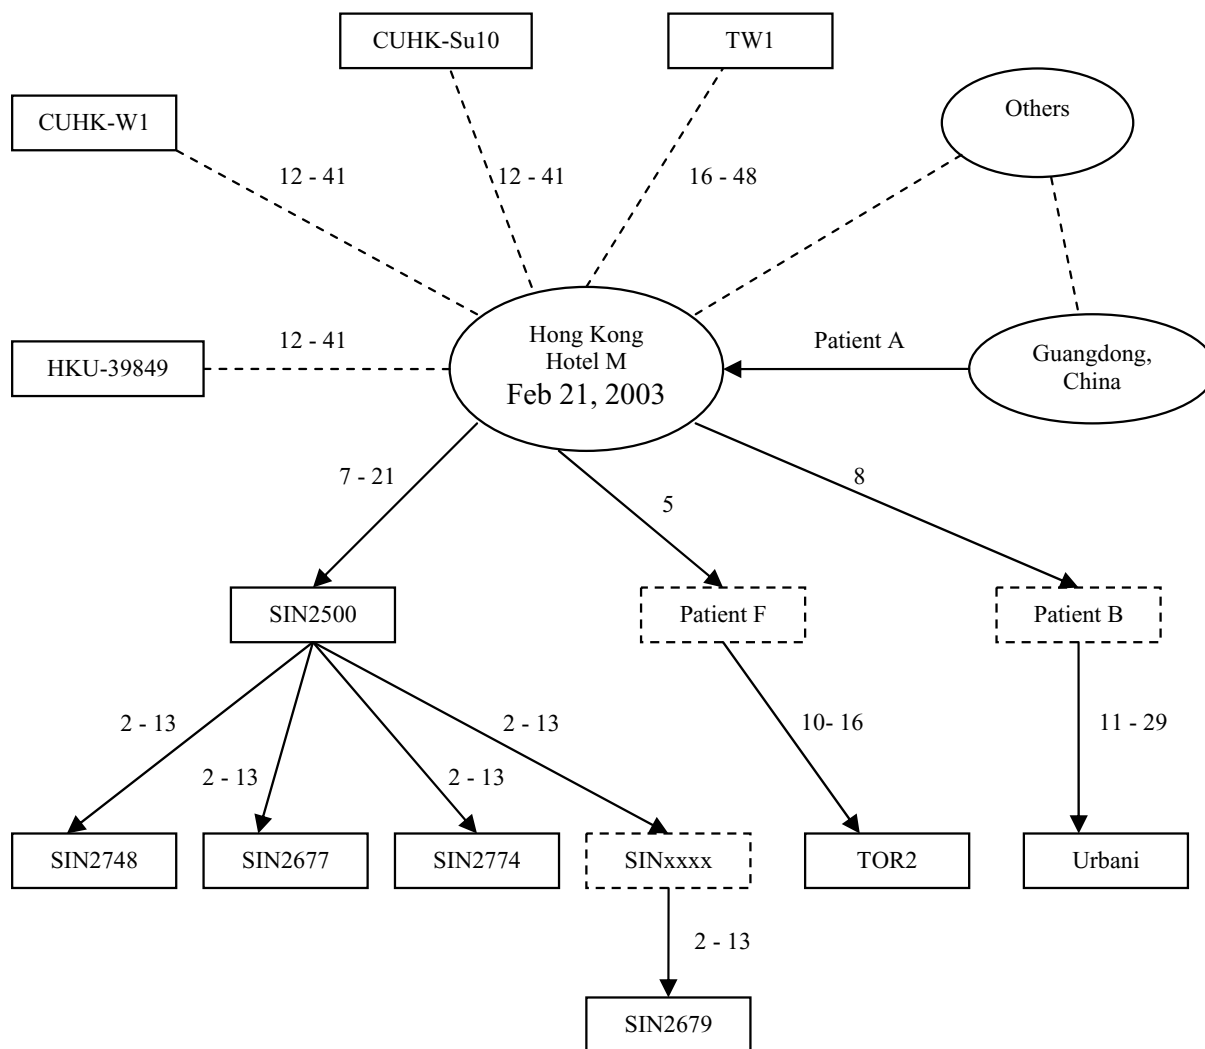 CUHK-Su10
TW1
CUHK-W1
Others
12 - 41
12 - 41
16 - 48
HKU-39849
12 - 41
Hong Kong
Hotel M
Feb 21, 2003
Patient A
Guangdong,
China
7 - 21
5
8
SIN2500
Patient F
Patient B
2 - 13
2 - 13
2 - 13
2 - 13
10- 16
11 - 29
SIN2748
SIN2677
SIN2774
SINxxxx
TOR2
Urbani
2 - 13
SIN2679